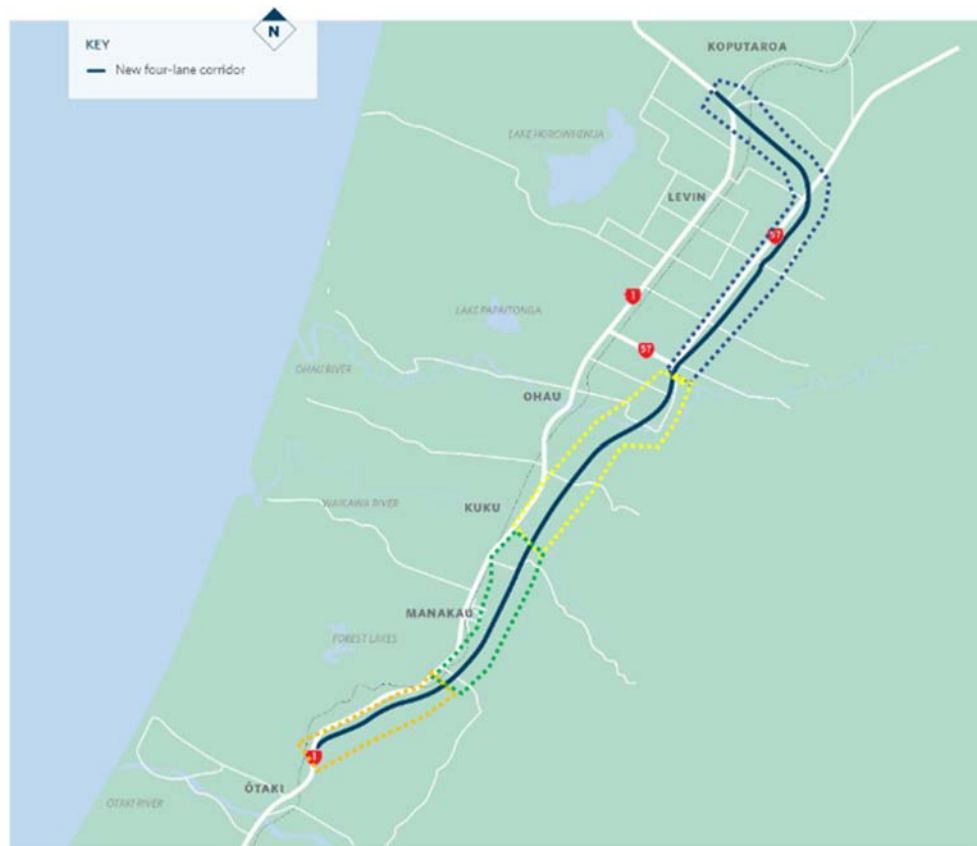 N
KEY
New four-lane corridor
KOPUTAROA
LAKE HOROWHENUA
LEVIN
57
1
LAKE PAPAITONGA
57
OHAU RIVER
OHAU
WAIKAWA RIVER
KUKU
MANAKAU
FOREST LAKES
1
ŌTAKI
ŌTAKI RIVER